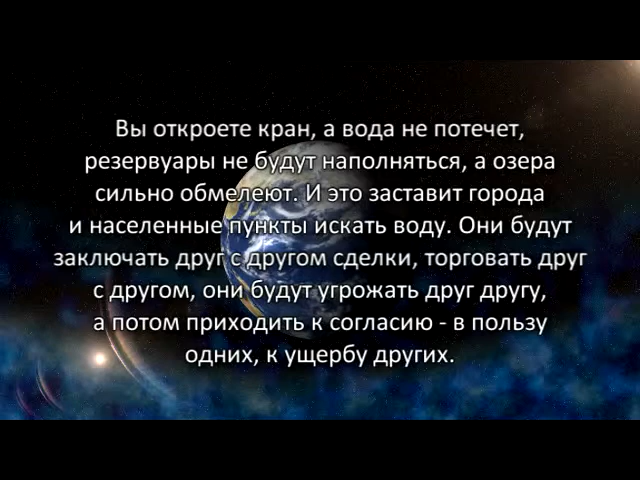 Вы откроете кран, а вода не потечет,
резервуары не будут наполняться, а озера
сильно обмелеют. И это заставит города
и населенные пункты искать воду. Они будут
заключать друг с другом сделки, торговать друг
с другом, они будут угрожать друг другу,
а потом приходить к согласию - в пользу
одних, к ущербу других.